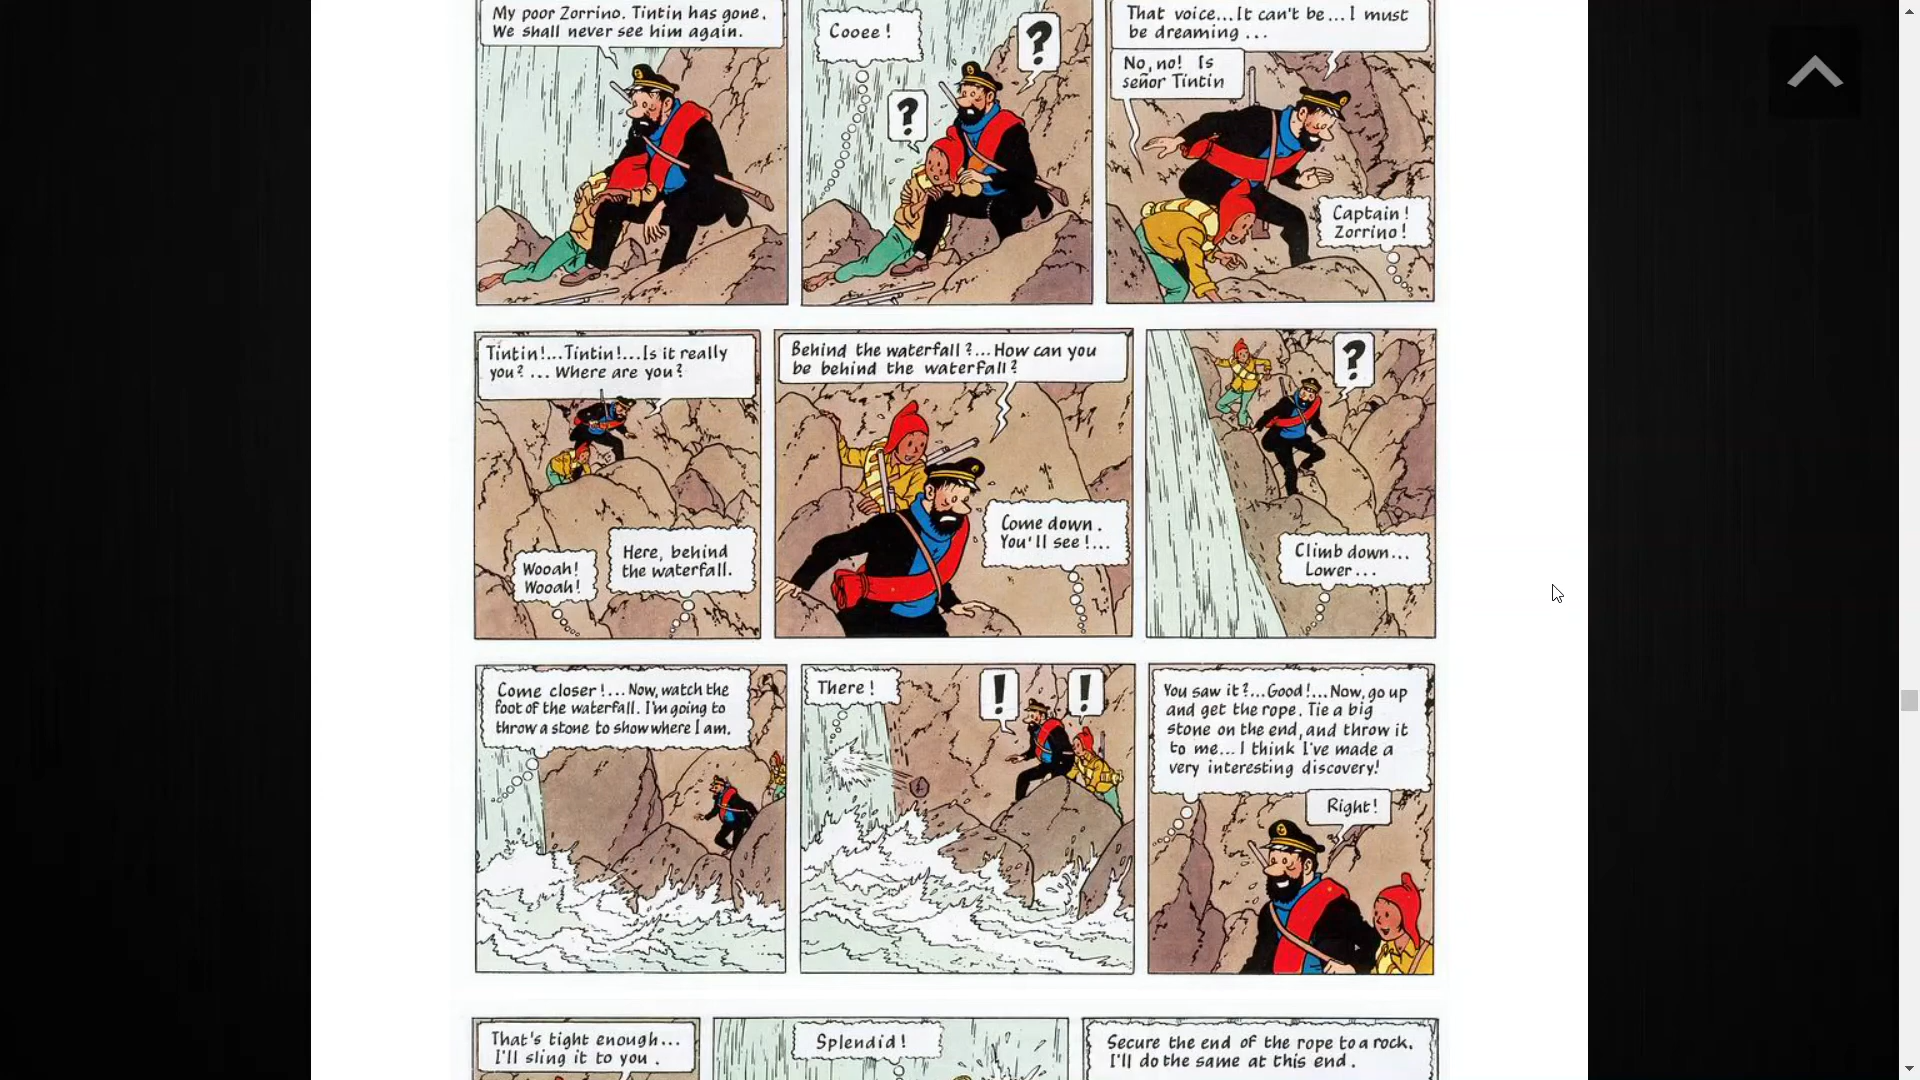 My poor Zorrino. Tintin has gone.
We shall never see him again.
Cooee!
?
?
That voice...It can't be...I must
be dreaming...
No, no! Is
señor Tintin
Captain!
Zorrino!
Tintin!...Tintin!...Is it really
you? ... Where are you?
Wooah!
Wooah!
Here, behind
the waterfall.
Behind the waterfall?...How can you
be behind the waterfall?
Come down.
You'll see!...
?
Climb down...
Lower...
Come closer!... Now, watch the
foot of the waterfall. I'm going to
throw a stone to show where I am.
There!
!
!
You saw it?...Good!...Now, go up
and get the rope. Tie a big
stone on the end, and throw it
to me... I think I've made a
very interesting discovery!
Right!
That's tight enough...
I'll sling it to you.
Splendid!
Secure the end of the rope to a rock.
I'll do the same at this end.